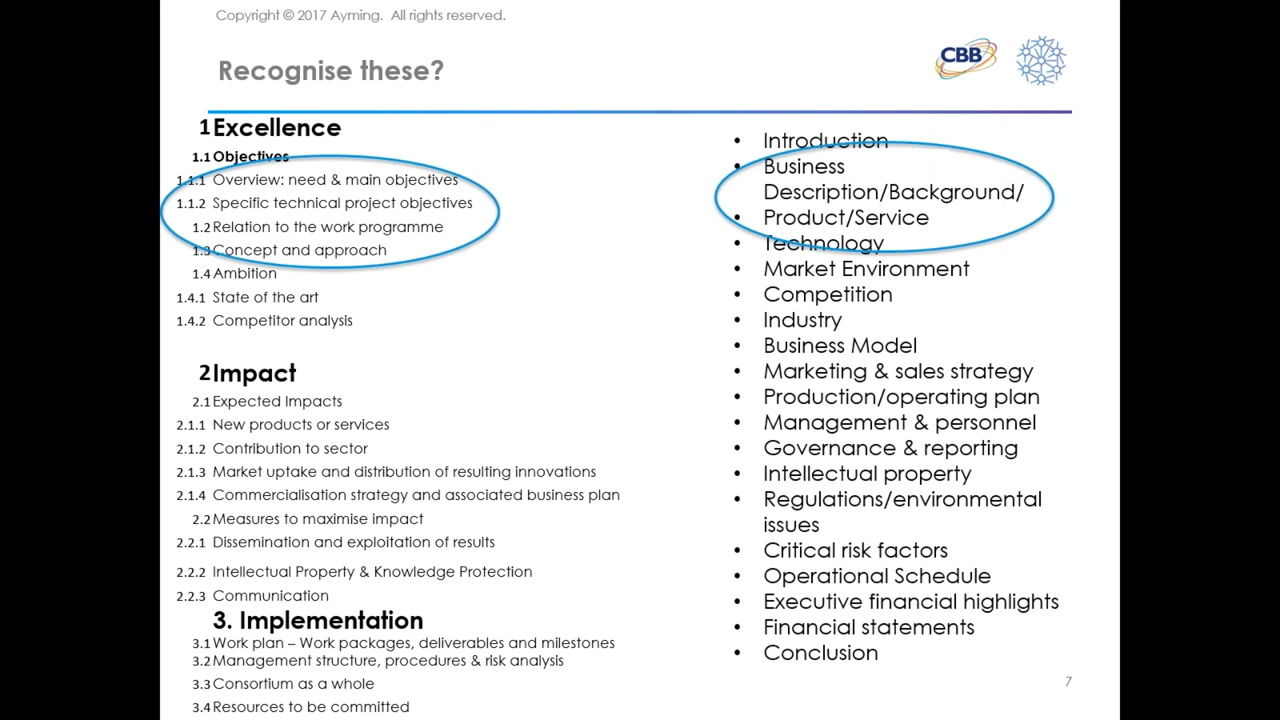 Copyright © 2017 Ayming. All rights reserved.
Recognise these?
CBB
1 Excellence
1.1 Objectives
1.1.1 Overview: need & main objectives
1.1.2 Specific technical project objectives
1.2 Relation to the work programme
1.3 Concept and approach
1.4 Ambition
1.4.1 State of the art
1.4.2 Competitor analysis
2 Impact
2.1 Expected Impacts
2.1.1 New products or services
2.1.2 Contribution to sector
2.1.3 Market uptake and distribution of resulting innovations
2.1.4 Commercialisation strategy and associated business plan
2.2 Measures to maximise impact
2.2.1 Dissemination and exploitation of results
2.2.2 Intellectual Property & Knowledge Protection
2.2.3 Communication
3. Implementation
3.1 Work plan – Work packages, deliverables and milestones
3.2 Management structure, procedures & risk analysis
3.3 Consortium as a whole
3.4 Resources to be committed
• Introduction
• Business
Description/Background/
• Product/Service
• Technology
• Market Environment
• Competition
• Industry
• Business Model
• Marketing & sales strategy
• Production/operating plan
• Management & personnel
• Governance & reporting
• Intellectual property
• Regulations/environmental
issues
• Critical risk factors
• Operational Schedule
• Executive financial highlights
• Financial statements
• Conclusion
7